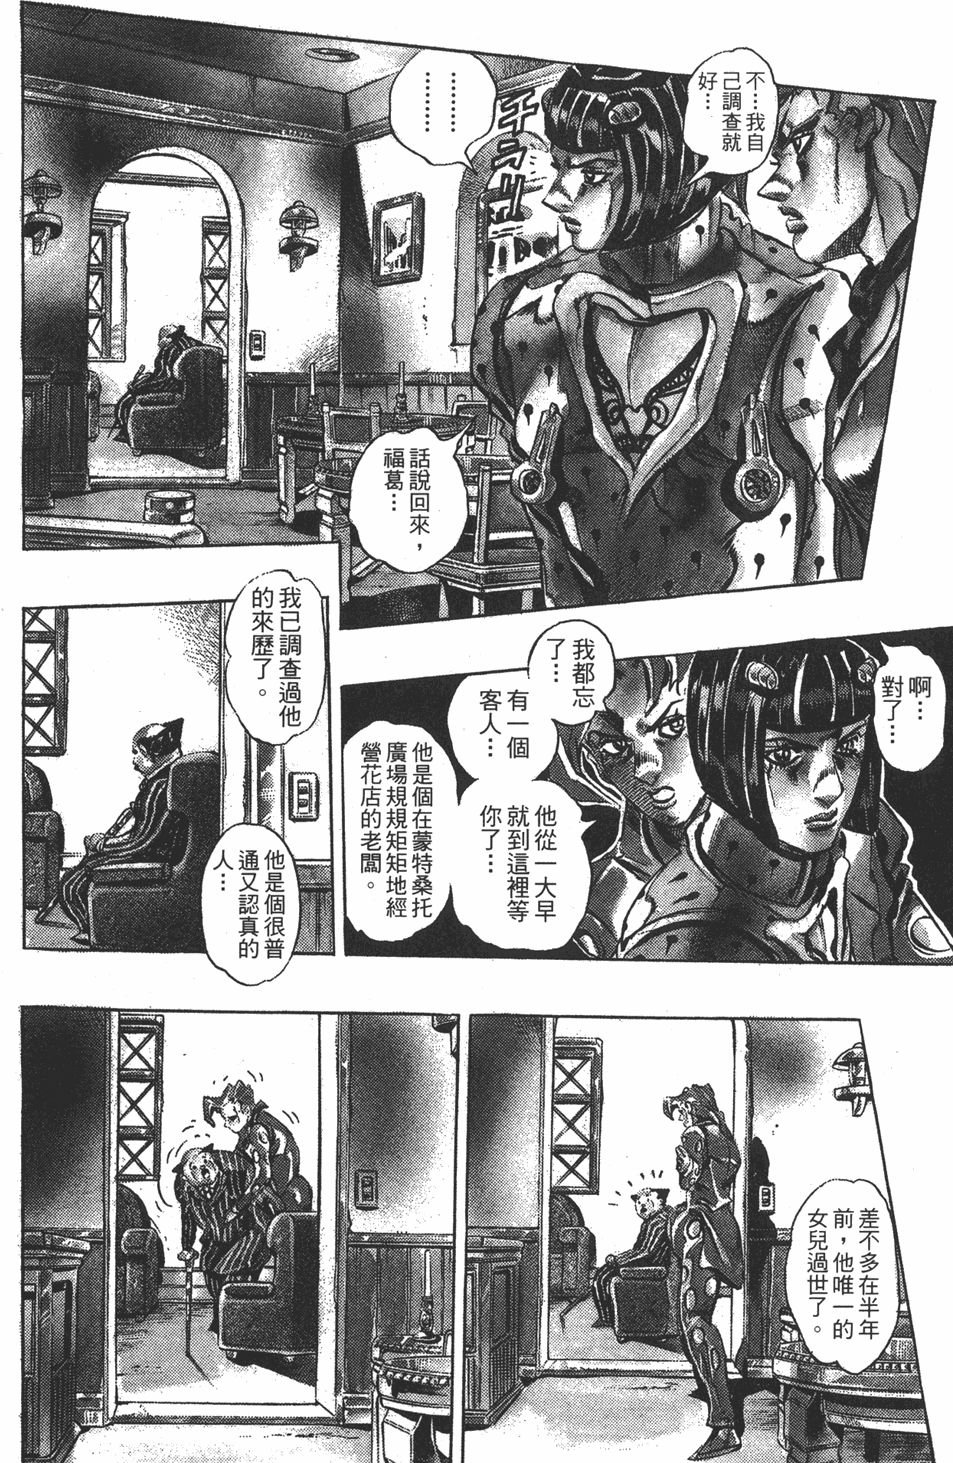 不…我自
己調查就
好…
………
………
話說回來，
福葛…
啊…
對了…
我都忘
了…
有一個
客人…
他從一大早
就到這裡等
你了…
他是個在蒙特桑托
廣場規規矩矩地經
營花店的老闆。
我已調查過他
的來歷了。
他是個很普
通又認真的
人…
差不多在半年
前，他唯一的
女兒過世了。